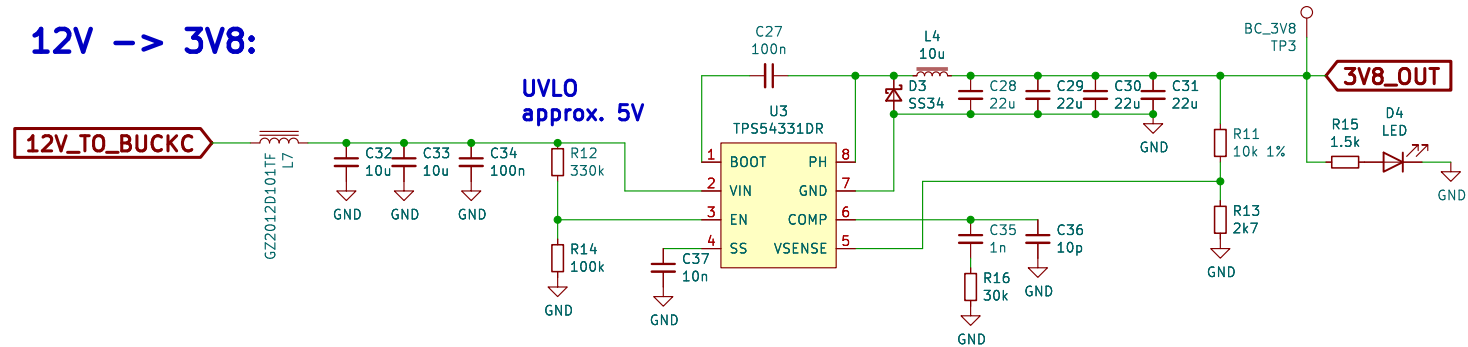 12V -> 3V8:
UVLO
approx. 5V
12V_TO_BUCKC
GZ2012D101TF
L7
C32
10u
GND
C33
10u
GND
C34
100n
GND
R12
330k
R14
100k
GND
C37
10n
GND
C27
100n
U3
TPS54331DR
1
BOOT
2
VIN
3
EN
4
SS
PH
8
GND
7
COMP
6
VSENSE
5
D3
SS34
L4
10u
C28
22u
C29
22u
C30
22u
C31
22u
GND
C35
1n
R16
30k
GND
C36
10p
GND
R11
10k 1%
R13
2k7
GND
BC_3V8
TP3
3V8_OUT
R15
1.5k
D4
LED
GND